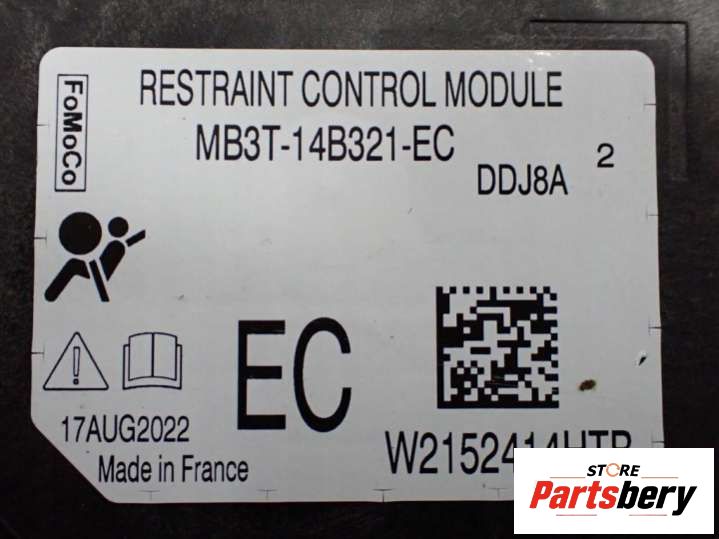 FoMoCo
RESTRAINT CONTROL MODULE
MB3T-14B321-EC
DDJ8A 2
EC
17AUG2022
Made in France
STORE
Partsbery